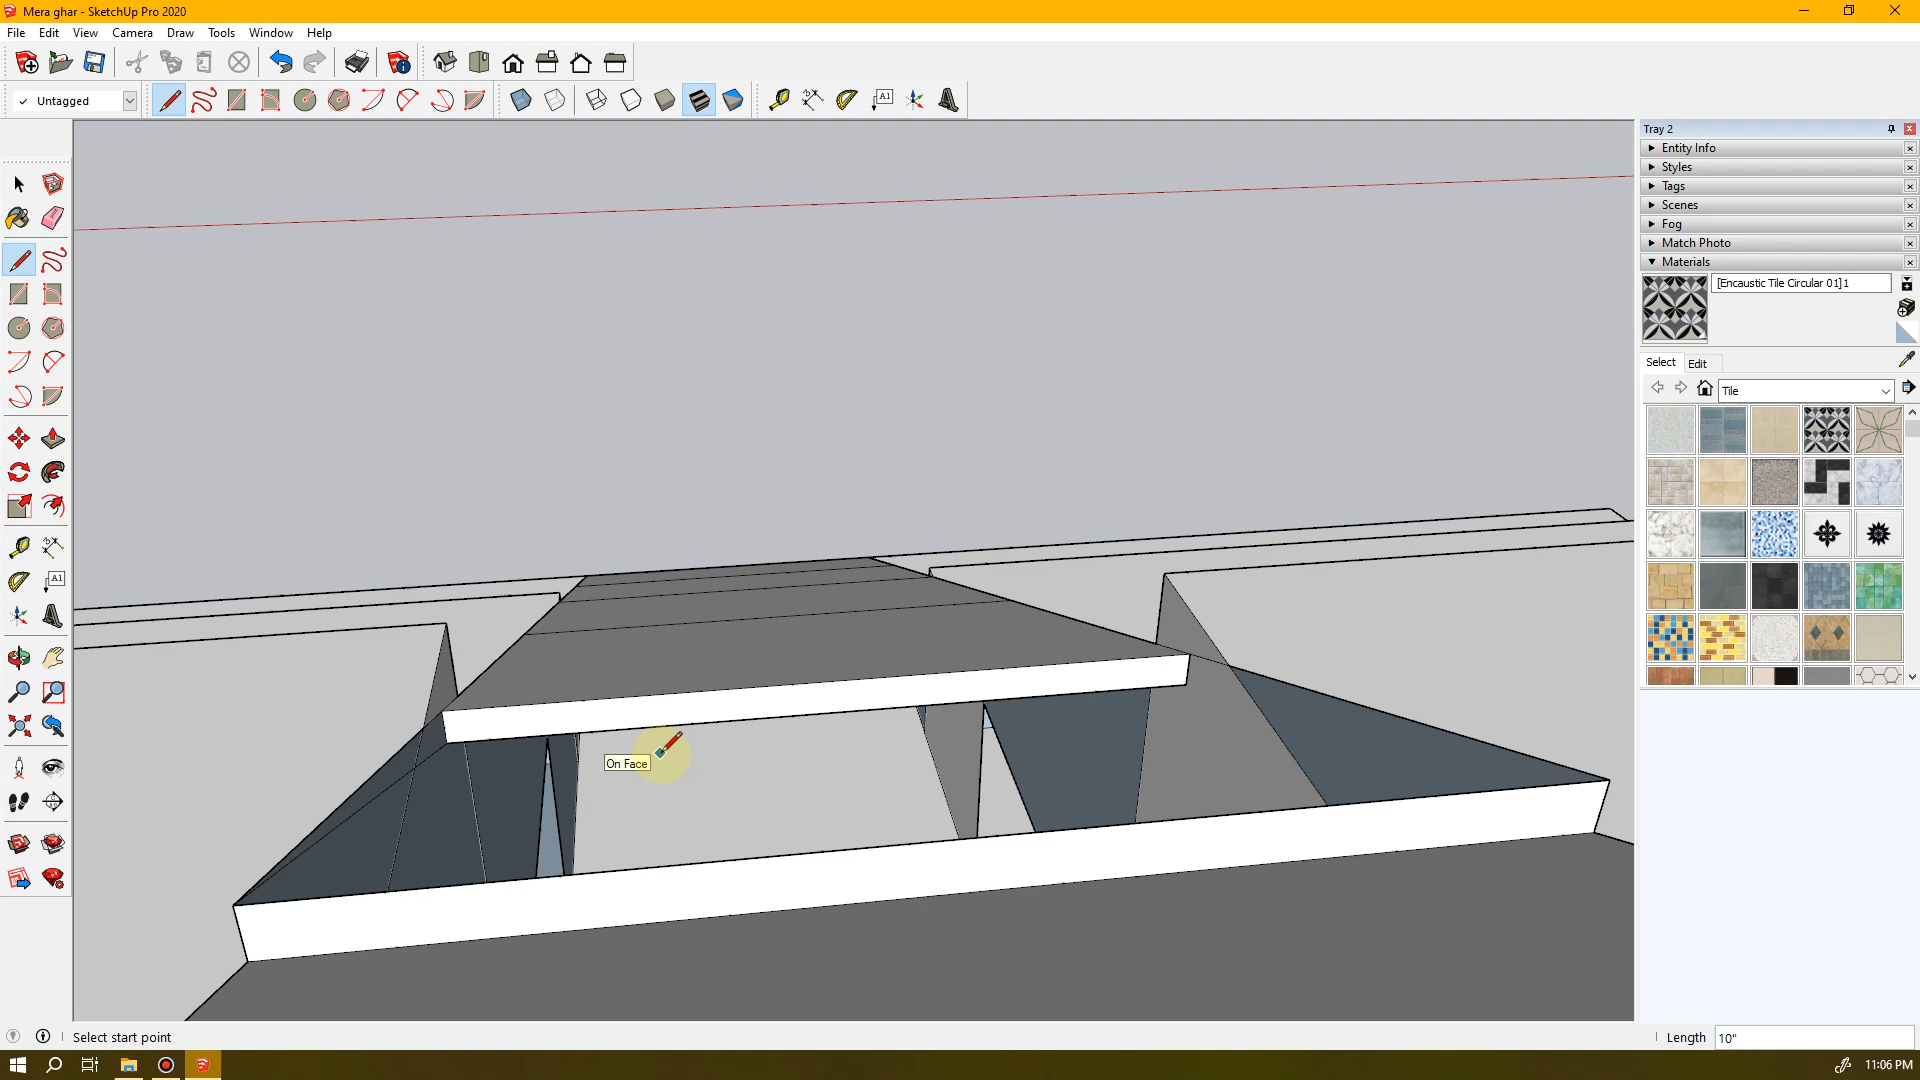 Mera ghar - SketchUp Pro 2020
File Edit View Camera Draw Tools Window Help
Untagged
A1
Tray 2
Entity Info
Styles
Tags
Scenes
Fog
Match Photo
Materials
[Encaustic Tile Circular 01]1
Select Edit
Tile
A1
On Face
Select start point
Length 10"
11:06 PM